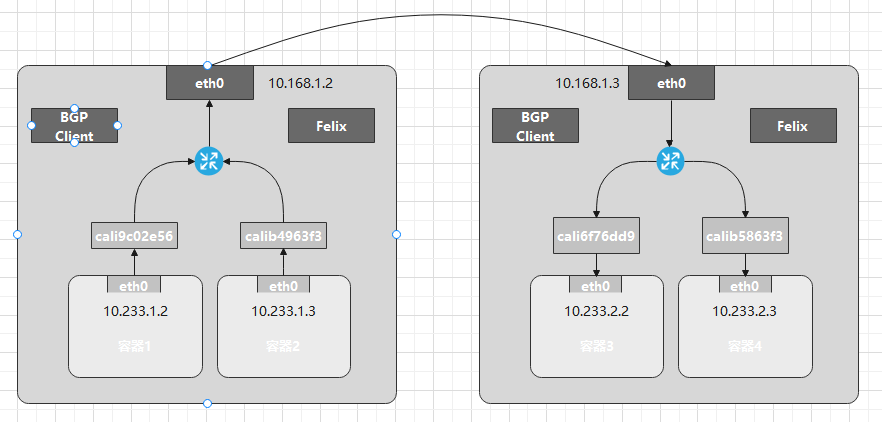 eth0
10.168.1.2
BGP
Client
Felix
cali9c02e56
calib4963f3
eth0
eth0
10.233.1.2
10.233.1.3
容器1
容器2
10.168.1.3
eth0
BGP
Client
Felix
cali6f76dd9
calib5863f3
eth0
eth0
10.233.2.2
10.233.2.3
容器3
容器4